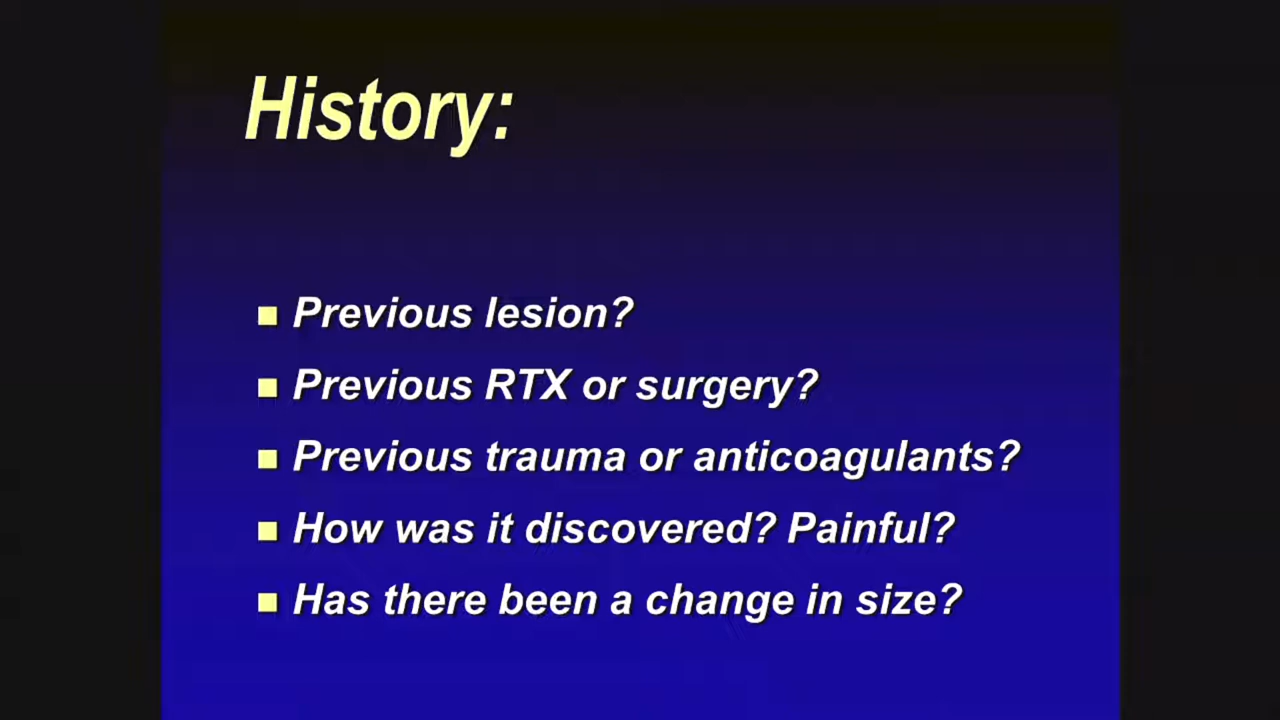 History:
Previous lesion?
Previous RTX or surgery?
Previous trauma or anticoagulants?
How was it discovered? Painful?
Has there been a change in size?